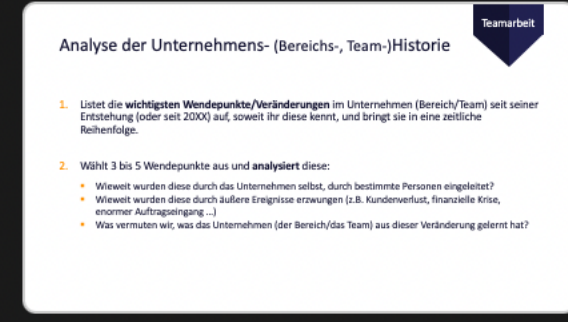 Teamarbeit
Analyse der Unternehmens- (Bereichs-, Team-)Historie
1. Listet die wichtigsten Wendepunkte/Veränderungen im Unternehmen (Bereich/Team) seit seiner
Entstehung (oder seit 20XX) auf, soweit ihr diese kennt, und bringt sie in eine zeitliche
Reihenfolge.
2. Wählt 3 bis 5 Wendepunkte aus und analysiert diese:
• Wieweit wurden diese durch das Unternehmen selbst, durch bestimmte Personen eingeleitet?
• Wieweit wurden diese durch äußere Ereignisse erzwungen (z.B. Kundenverlust, finanzielle Krise,
enormer Auftragseingang ...)
• Was vermuten wir, was das Unternehmen (der Bereich/das Team) aus dieser Veränderung gelernt hat?